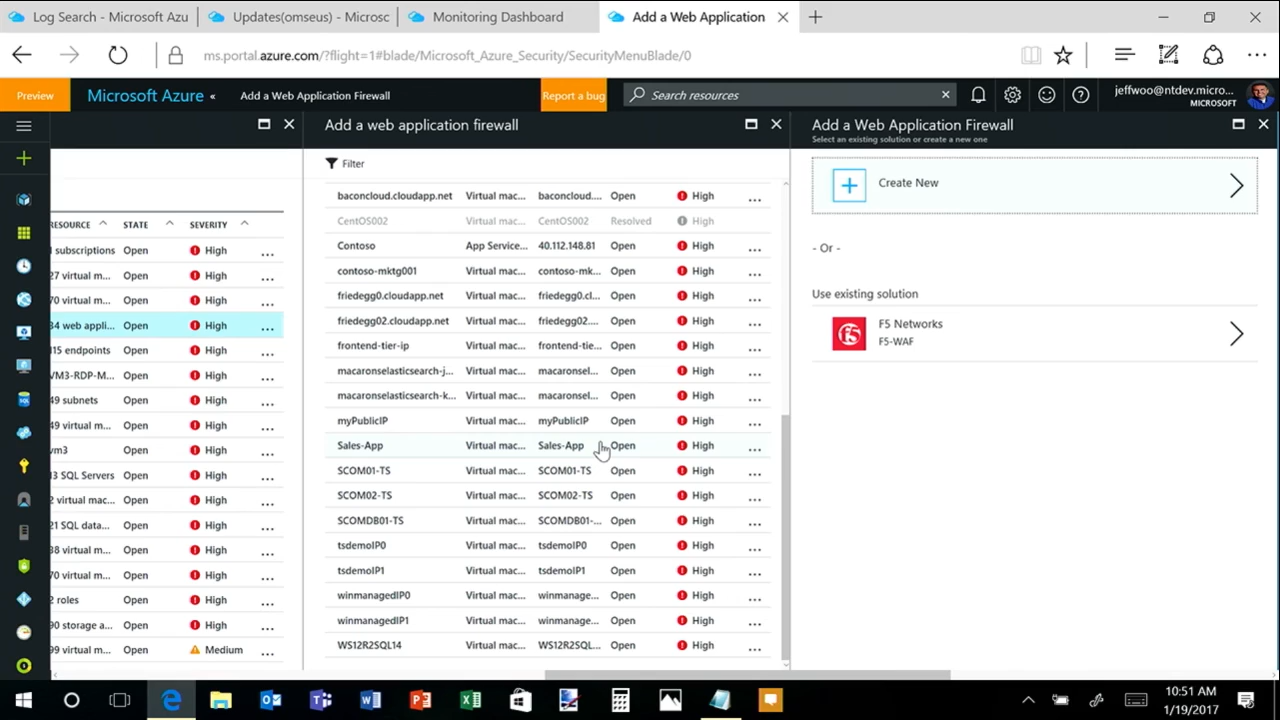 Log Search - Microsoft Azu
Updates(omseus) - Microsc
Monitoring Dashboard
Add a Web Application
ms.portal.azure.com/?flight=1#blade/Microsoft_Azure_Security/SecurityMenuBlade/0
Preview
Microsoft Azure «
Add a Web Application Firewall
Report a bug
Search resources
jeffwoo@ntdev.micro...
MICROSOFT
RESOURCE STATE SEVERITY
subscriptions Open High ...
27 virtual m... Open High ...
70 virtual m... Open High ...
34 web appli... Open High ...
115 endpoints Open High ...
VM3-RDP-M... Open High ...
49 subnets Open High ...
49 virtual m... Open High ...
vm3 Open High ...
13 SQL Servers Open High ...
2 virtual mac... Open High ...
21 SQL data... Open High ...
38 virtual m... Open High ...
70 virtual m... Open High ...
2 roles Open High ...
90 storage a... Open High ...
99 virtual m... Open Medium ...
Add a web application firewall
Filter
baconcloud.cloudapp.net Virtual mac... baconcloud.... Open High ...
CentOS002 Virtual mac... CentOS002 Resolved High ...
Contoso App Service... 40.112.148.81 Open High ...
contoso-mktg001 Virtual mac... contoso-mk... Open High ...
friedegg0.cloudapp.net Virtual mac... friedegg0.cl... Open High ...
friedegg02.cloudapp.net Virtual mac... friedegg02.... Open High ...
frontend-tier-ip Virtual mac... frontend-tie... Open High ...
macaronselasticsearch-j... Virtual mac... macaronsel... Open High ...
macaronselasticsearch-k... Virtual mac... macaronsel... Open High ...
myPublicIP Virtual mac... myPublicIP Open High ...
Sales-App Virtual mac... Sales-App Open High ...
SCOM01-TS Virtual mac... SCOM01-TS Open High ...
SCOM02-TS Virtual mac... SCOM02-TS Open High ...
SCOMDB01-TS Virtual mac... SCOMDB01-... Open High ...
tsdemoIP0 Virtual mac... tsdemoIP0 Open High ...
tsdemoIP1 Virtual mac... tsdemoIP1 Open High ...
winmanagedIP0 Virtual mac... winmanage... Open High ...
winmanagedIP1 Virtual mac... winmanage... Open High ...
WS12R2SQL14 Virtual mac... WS12R2SQL... Open High ...
Add a Web Application Firewall
Select an existing solution or create a new one
Create New
- Or -
Use existing solution
F5 Networks
F5-WAF
10:51 AM
1/19/2017